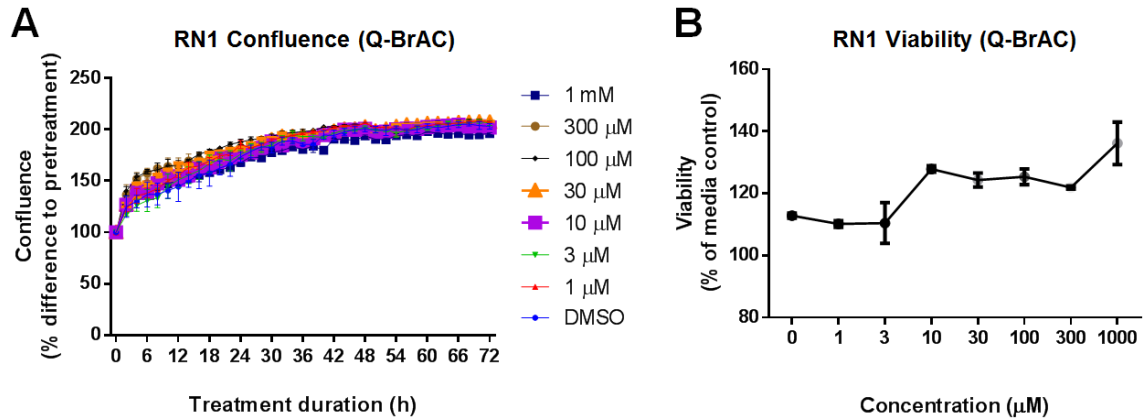 A
RN1 Confluence (Q-BrAC)
Confluence
(% difference to pretreatment)
250
200
150
100
50
0
0 6 12 18 24 30 36 42 48 54 60 66 72
Treatment duration (h)
1 mM
300 μM
100 μM
30 μM
10 μM
3 μM
1 μM
DMSO
B
RN1 Viability (Q-BrAC)
Viability
(% of media control)
160
140
120
100
80
0 1 3 10 30 100 300 1000
Concentration (μM)